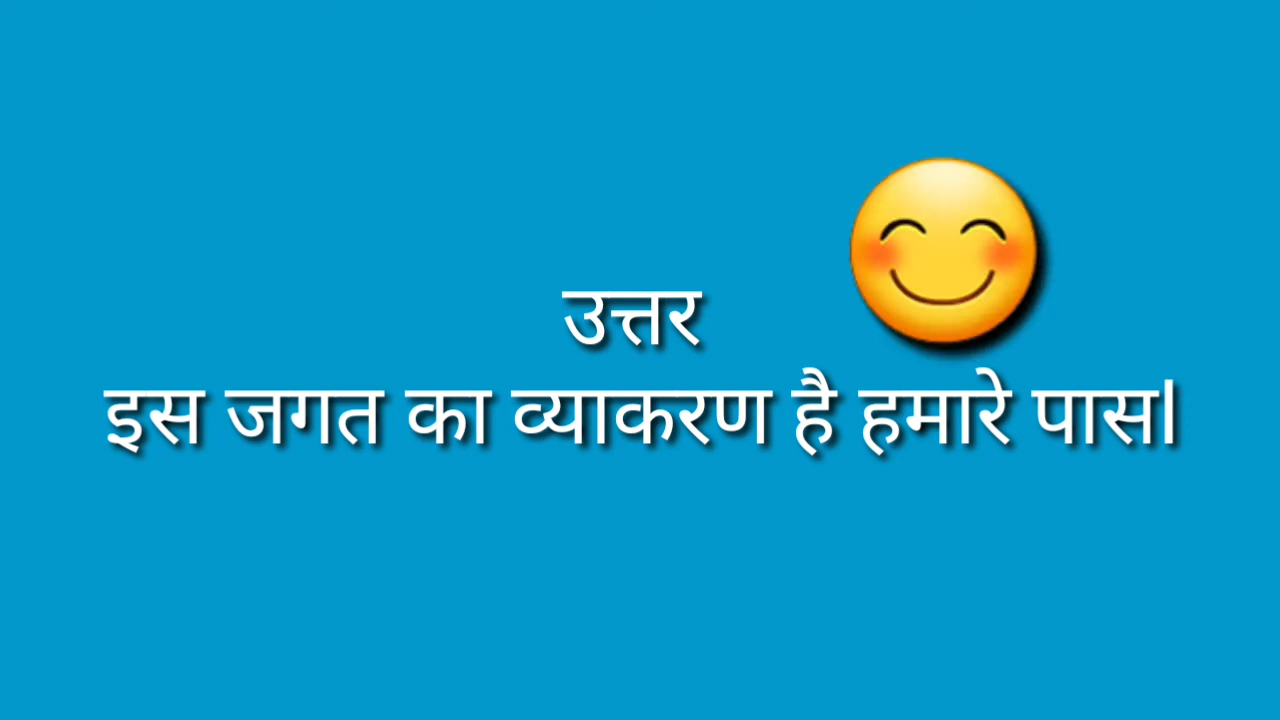 उत्तर
इस जगत का व्याकरण है हमारे पास।